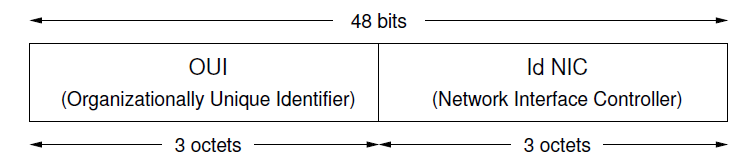 48 bits
OUI
(Organizationally Unique Identifier)
Id NIC
(Network Interface Controller)
3 octets
3 octets